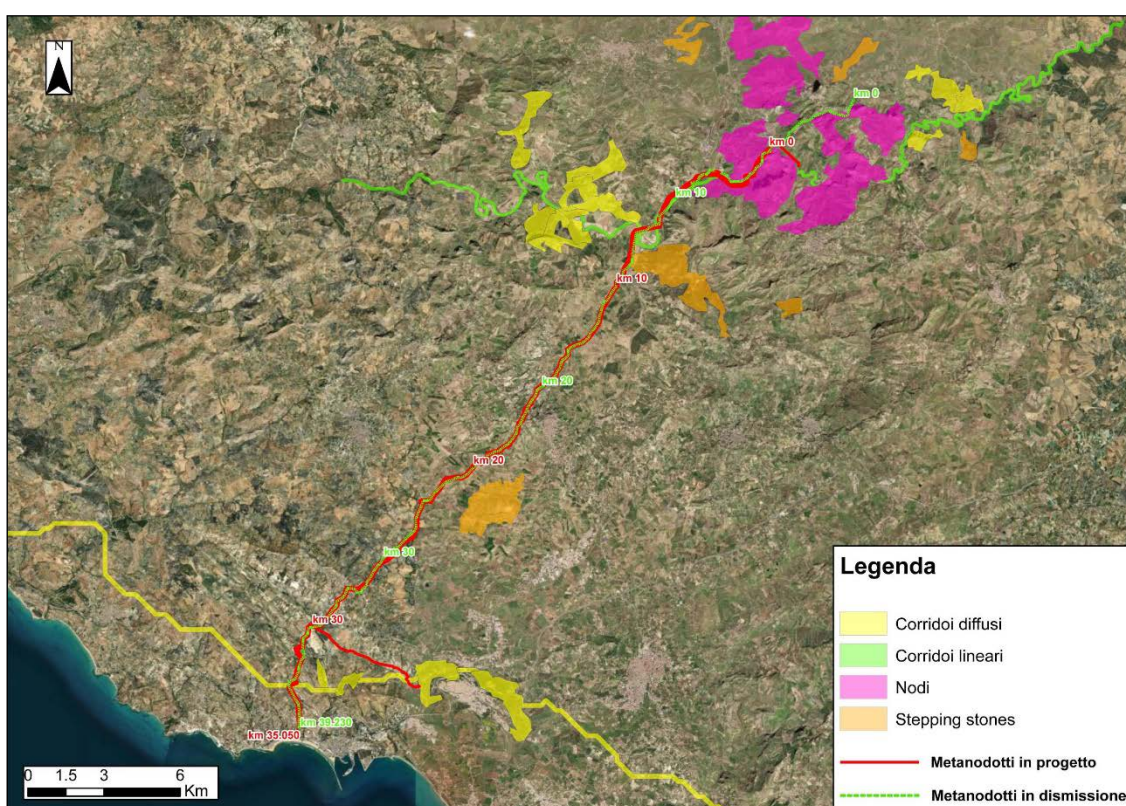 N
km 0
km 0
km 10
km 10
km 20
km 20
km 30
km 30
km 39.230
km 35.050
0 1.5 3 6
Km
Legenda
Corridoi diffusi
Corridoi lineari
Nodi
Stepping stones
Metanodotti in progetto
Metanodotti in dismissione